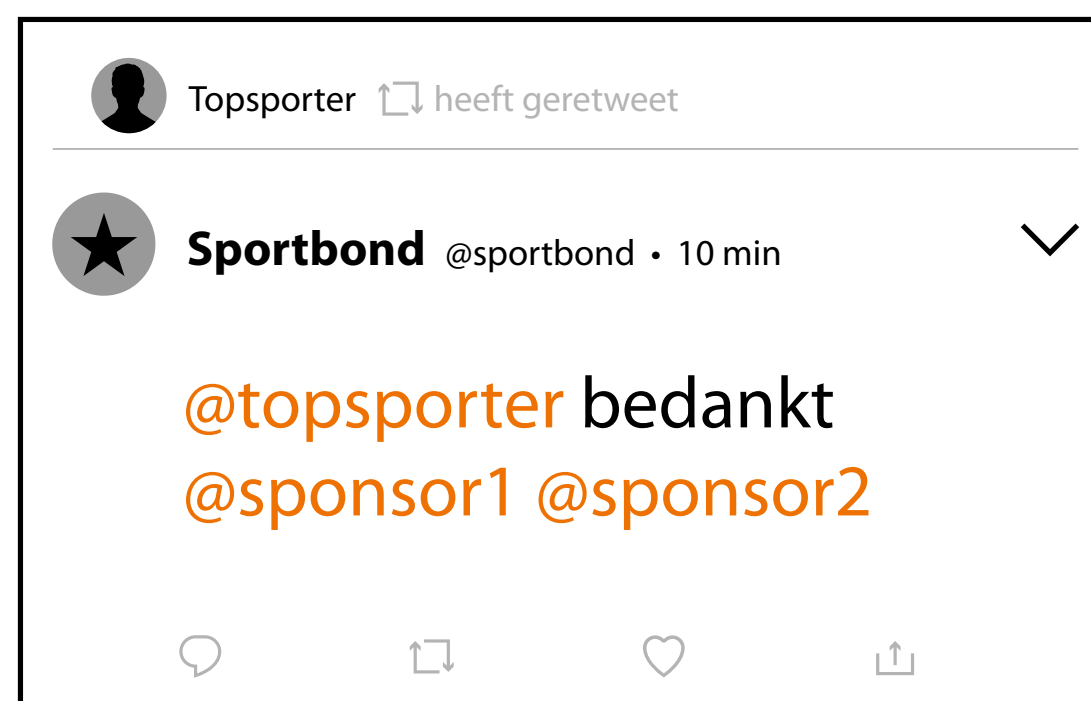 Topsporter heeft geretweet
Sportbond @sportbond • 10 min
@topsporter bedankt
@sponsor1 @sponsor2